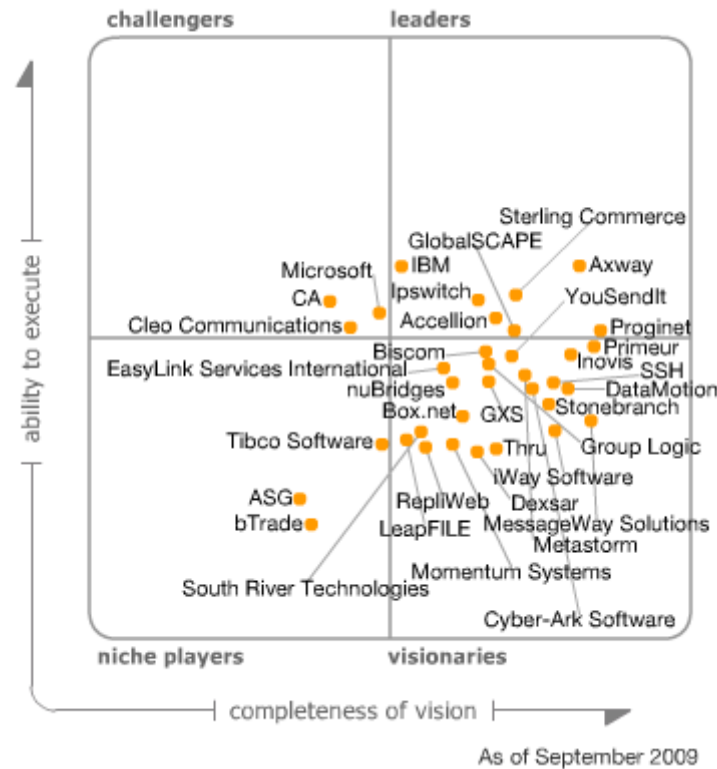 challengers
leaders
Sterling Commerce
GlobalSCAPE
Microsoft
IBM
Axway
CA
Ipswitch
YouSendIt
Cleo Communications
Accellion
Proginet
Biscom
Primeur
Inovis
EasyLink Services International
SSH
nuBridges
DataMotion
Box.net
GXS
Stonebranch
Tibco Software
Thru
Group Logic
iWay Software
ASG
RepliWeb
Dexsar
bTrade
LeapFILE
MessageWay Solutions
Metastorm
Momentum Systems
South River Technologies
Cyber-Ark Software
niche players
visionaries
ability to execute
completeness of vision
As of September 2009